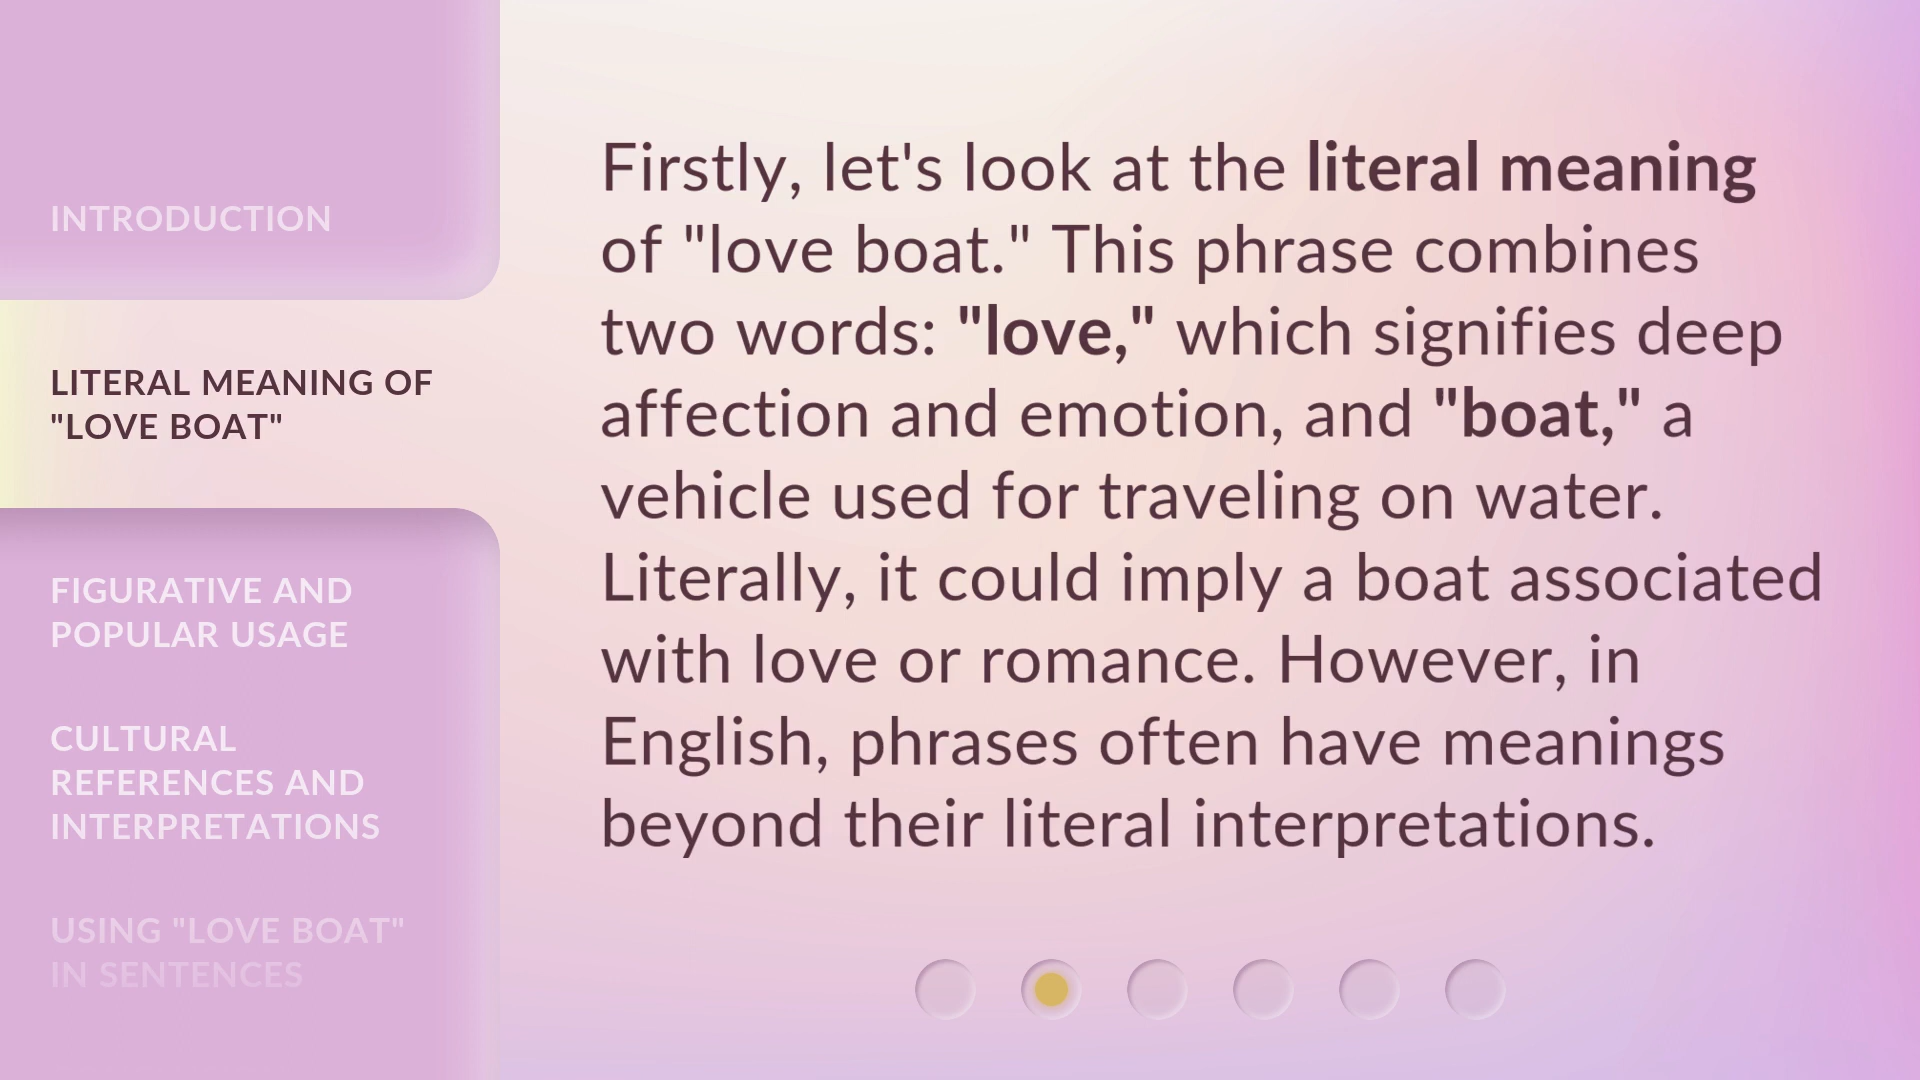 INTRODUCTION
LITERAL MEANING OF
"LOVE BOAT"
FIGURATIVE AND
POPULAR USAGE
CULTURAL
REFERENCES AND
INTERPRETATIONS
USING "LOVE BOAT"
IN SENTENCES
Firstly, let's look at the literal meaning
of "love boat." This phrase combines
two words: "love," which signifies deep
affection and emotion, and "boat," a
vehicle used for traveling on water.
Literally, it could imply a boat associated
with love or romance. However, in
English, phrases often have meanings
beyond their literal interpretations.